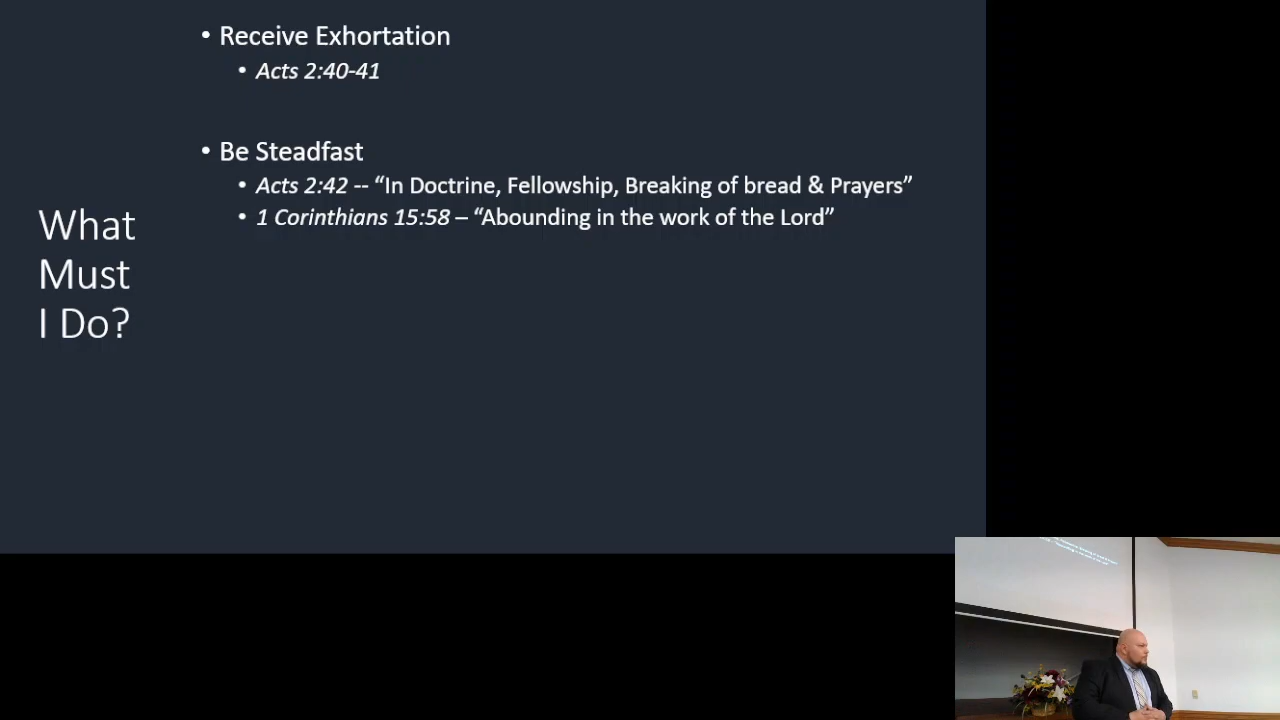 What
Must
I Do?
• Receive Exhortation
• Acts 2:40-41
• Be Steadfast
• Acts 2:42 -- “In Doctrine, Fellowship, Breaking of bread & Prayers”
• 1 Corinthians 15:58 – “Abounding in the work of the Lord”